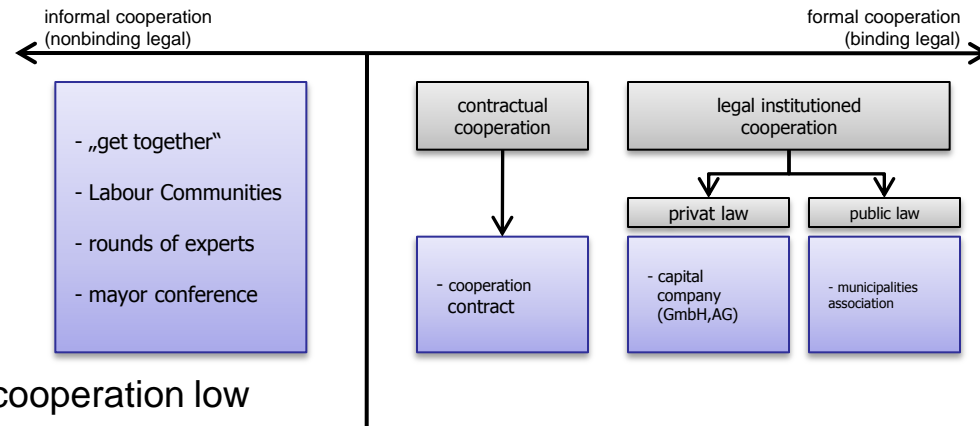 informal cooperation
(nonbinding legal)
formal cooperation
(binding legal)
- „get together“
- Labour Communities
- rounds of experts
- mayor conference
contractual
cooperation
legal institutioned
cooperation
privat law
public law
- cooperation
contract
- capital
company
(GmbH,AG)
- municipalities
association
cooperation low